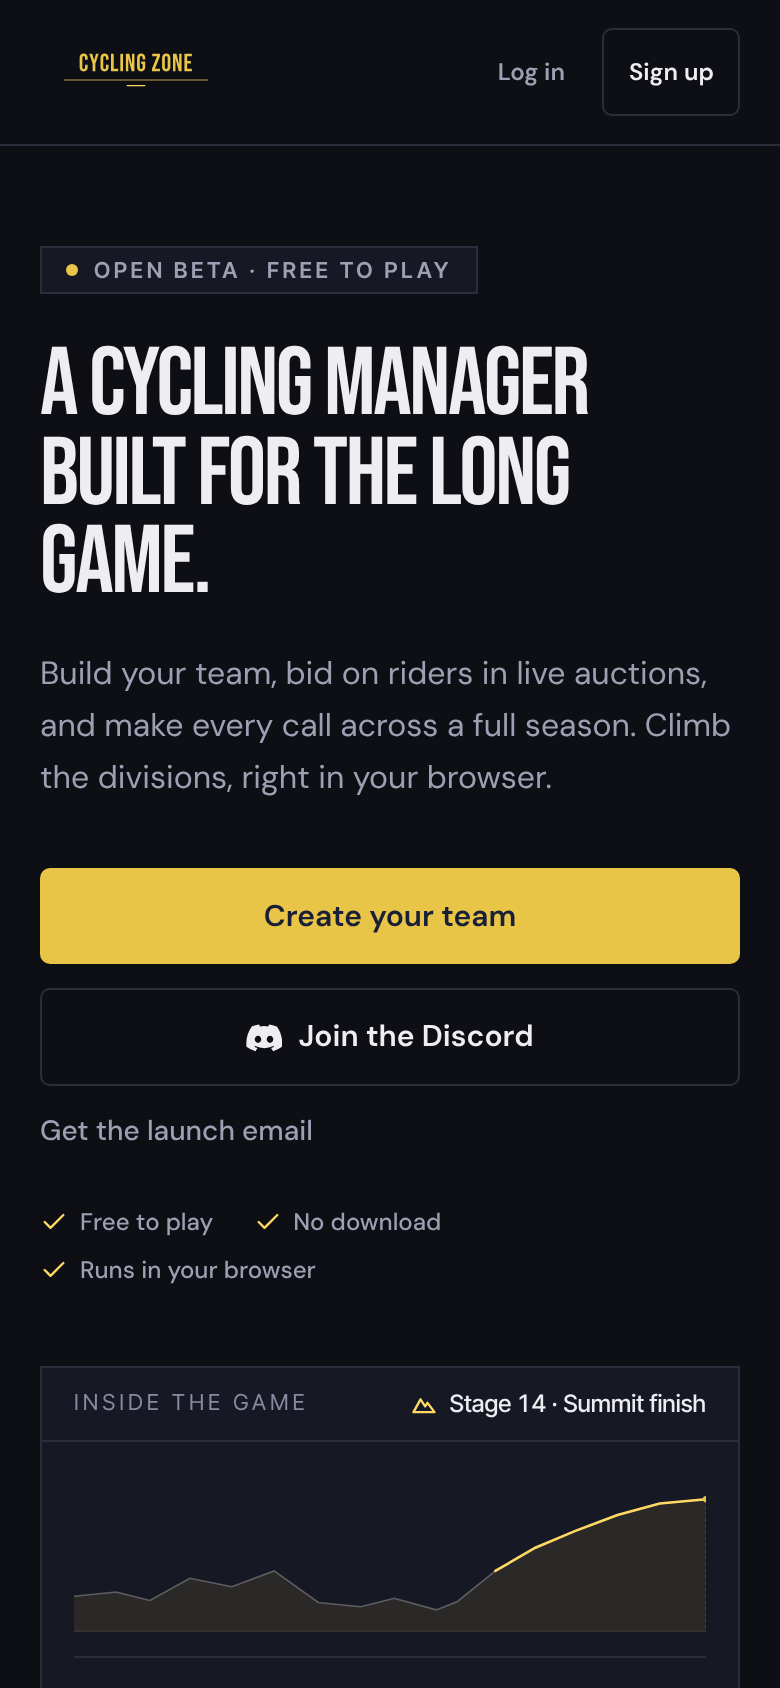 CYCLING ZONE
Log in
Sign up
OPEN BETA · FREE TO PLAY
A CYCLING MANAGER
BUILT FOR THE LONG
GAME.
Build your team, bid on riders in live auctions,
and make every call across a full season. Climb
the divisions, right in your browser.
Create your team
Join the Discord
Get the launch email
Free to play
No download
Runs in your browser
INSIDE THE GAME
Stage 14 · Summit finish